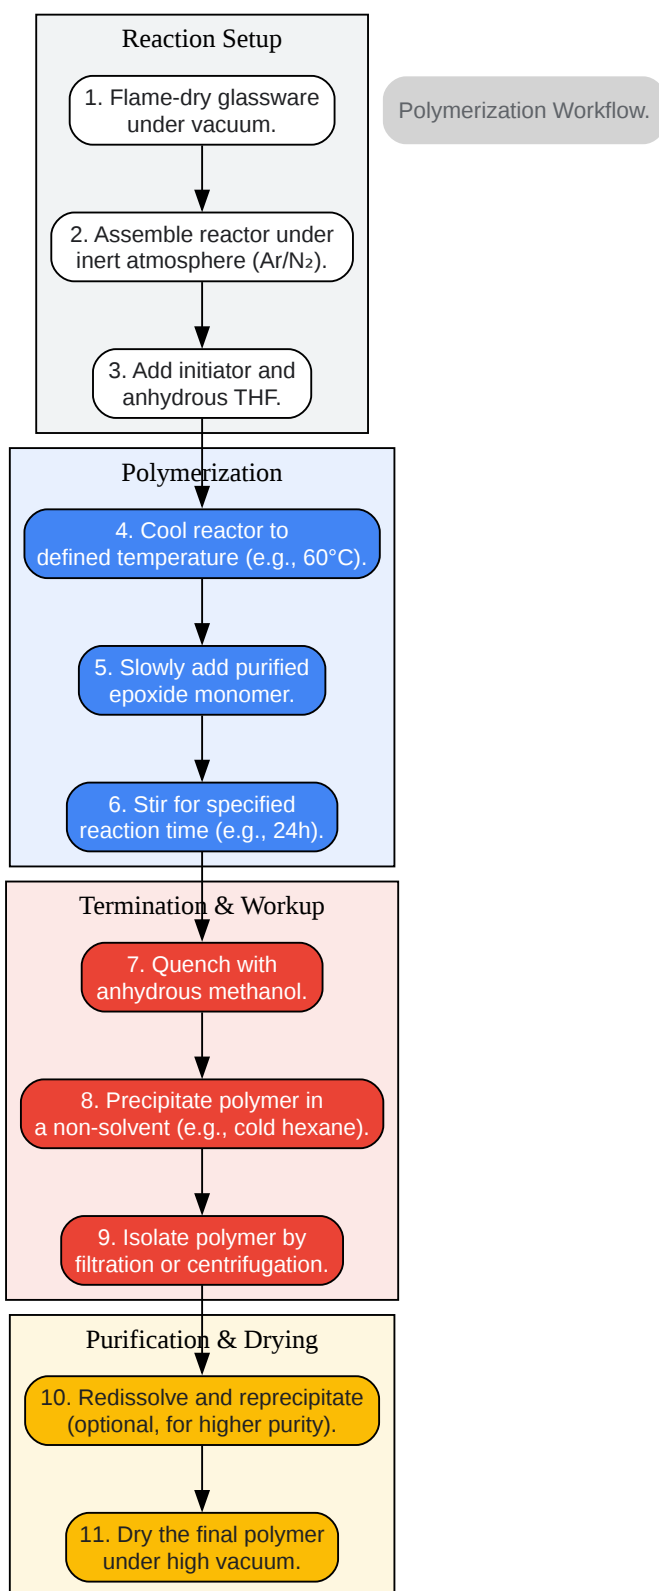 Reaction Setup
1. Flame-dry glassware
under vacuum.
Polymerization Workflow.
2. Assemble reactor under
inert atmosphere (Ar/N₂).
3. Add initiator and
anhydrous THF.
Polymerization
4. Cool reactor to
defined temperature (e.g., 60°C).
5. Slowly add purified
epoxide monomer.
6. Stir for specified
reaction time (e.g., 24h).
Termination & Workup
7. Quench with
anhydrous methanol.
8. Precipitate polymer in
a non-solvent (e.g., cold hexane).
9. Isolate polymer by
filtration or centrifugation.
Purification & Drying
10. Redissolve and reprecipitate
(optional, for higher purity).
11. Dry the final polymer
under high vacuum.